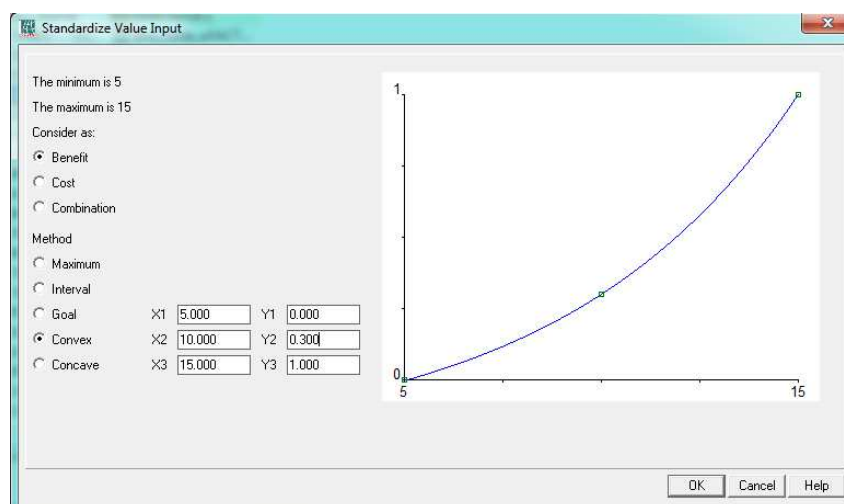 Standardize Value Input
The minimum is 5
The maximum is 15
Consider as:
Benefit
Cost
Combination
Method
Maximum
Interval
Goal X1 5.000 Y1 0.000
Convex X2 10.000 Y2 0.300
Concave X3 15.000 Y3 1.000
1
0
5 15
OK Cancel Help